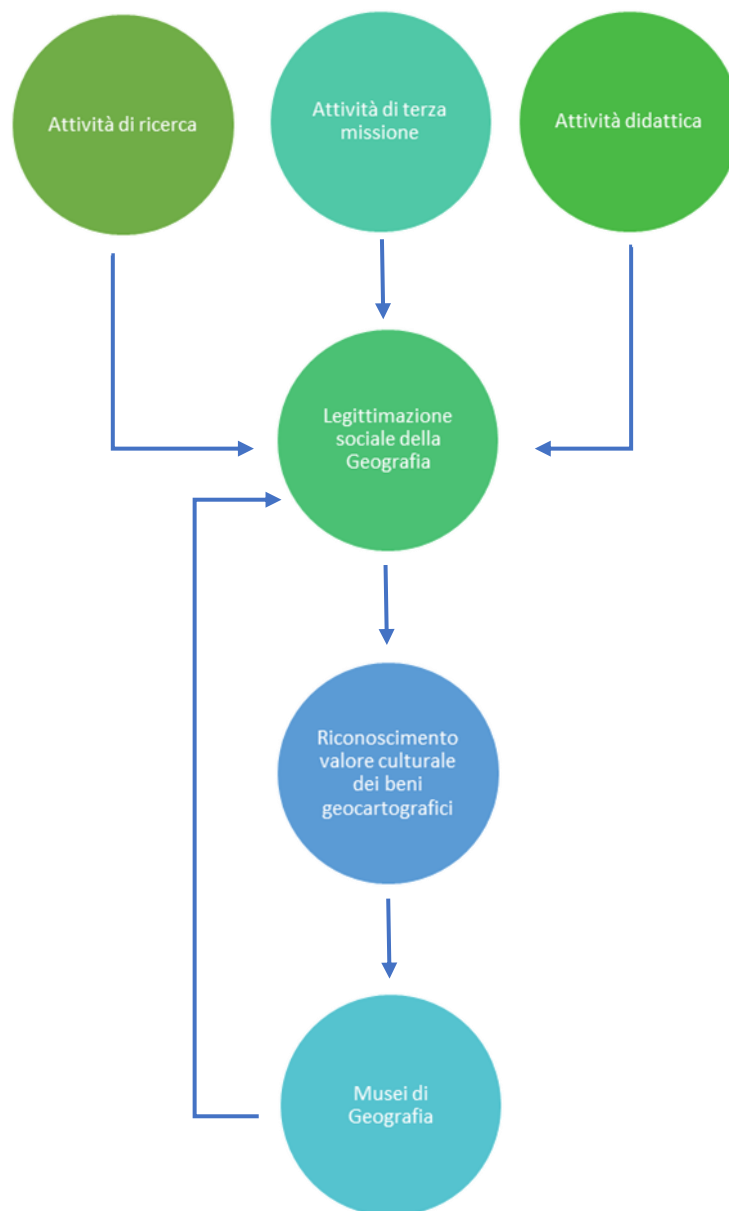 Attività di ricerca
Attività di terza
missione
Attività didattica
Legittimazione
sociale della
Geografia
Riconoscimento
valore culturale
dei beni
geocartografici
Musei di
Geografia